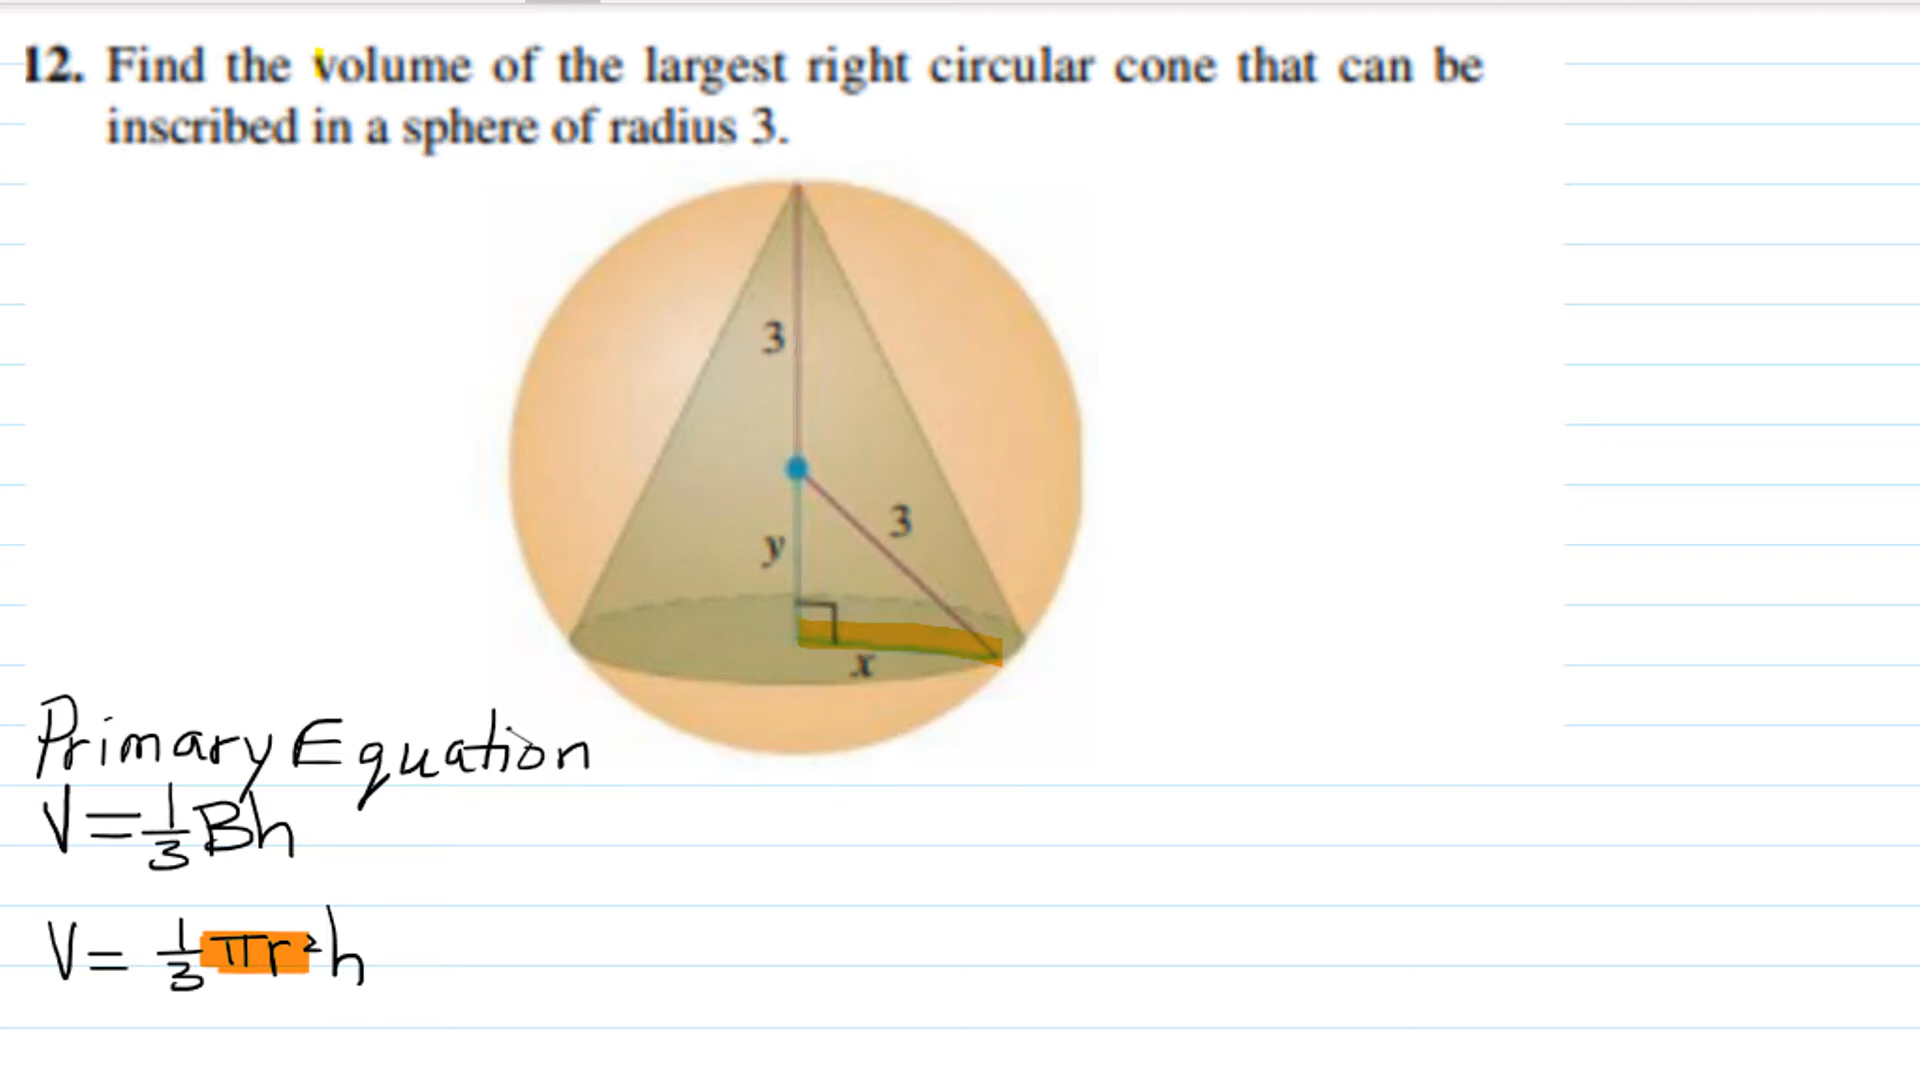 12. Find the volume of the largest right circular cone that can be
inscribed in a sphere of radius 3.
3
3
y
x
Primary Equation
V=1/3Bh
V= 1/3πr²h